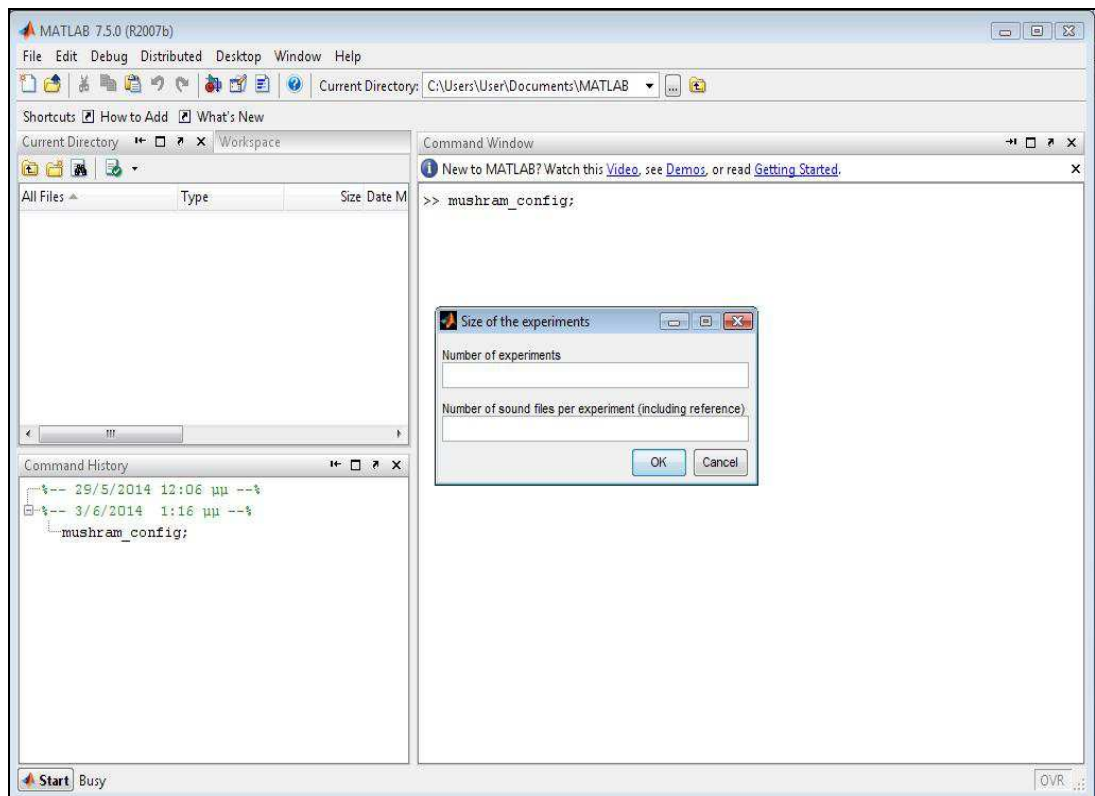 MATLAB 7.5.0 (R2007b)
File Edit Debug Distributed Desktop Window Help
Current Directory: C:\Users\User\Documents\MATLAB
Shortcuts How to Add What's New
Current Directory Workspace
All Files Type Size Date M
Command Window
New to MATLAB? Watch this Video, see Demos, or read Getting Started.
>> mushram_config;
Size of the experiments
Number of experiments
Number of sound files per experiment (including reference)
OK Cancel
Command History
%-- 29/5/2014 12:06 μμ --%
%-- 3/6/2014 1:16 μμ --%
mushram_config;
Start Busy
OVR